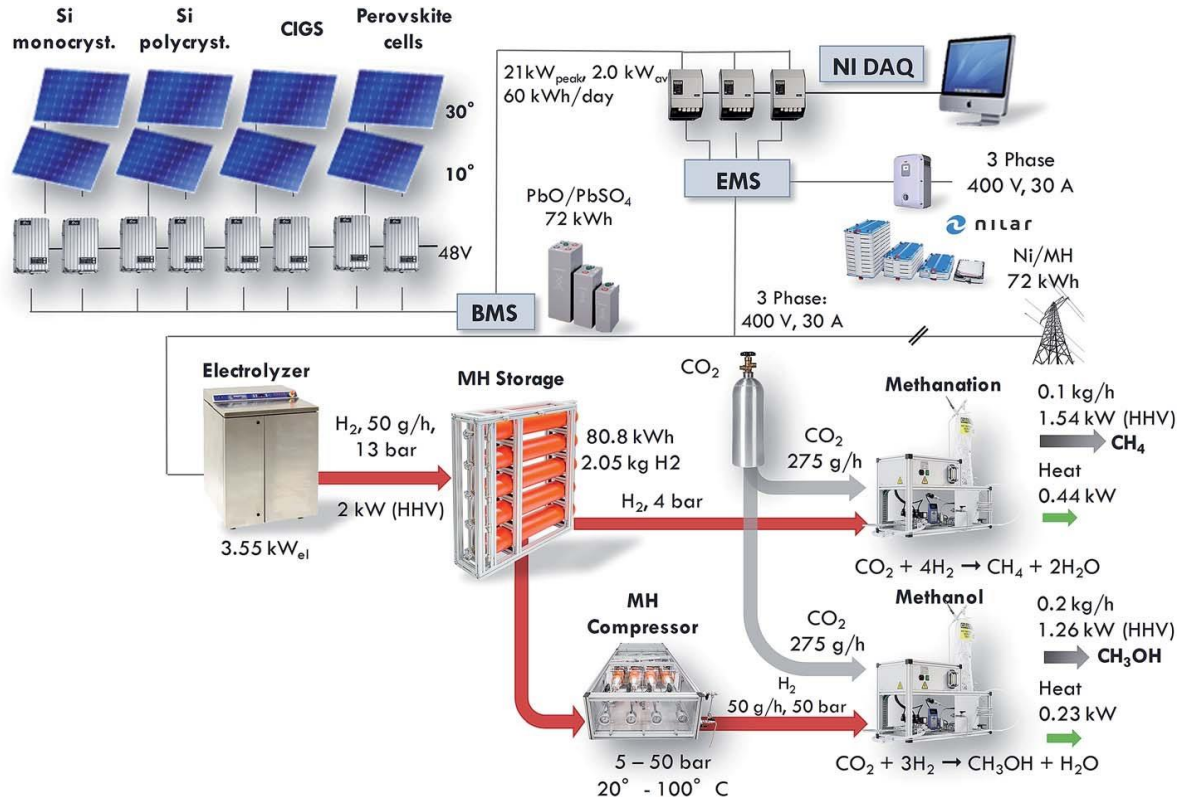 Si
monocryst.
Si
polycryst.
CIGS
Perovskite
cells
30°
10°
48V
21kWpeak, 2.0 kWav
60 kWh/day
NI DAQ
EMS
3 Phase
400 V, 30 A
PbO/PbSO4
72 kWh
nilar
Ni/MH
72 kWh
BMS
3 Phase:
400 V, 30 A
Electrolyzer
H2, 50 g/h,
13 bar
2 kW (HHV)
3.55 kWel
MH Storage
80.8 kWh
2.05 kg H2
H2, 4 bar
CO2
CO2
275 g/h
Methanation
0.1 kg/h
1.54 kW (HHV)
CH4
Heat
0.44 kW
CO2 + 4H2 → CH4 + 2H2O
MH
Compressor
5 – 50 bar
20° - 100° C
CO2
275 g/h
H2
50 g/h, 50 bar
Methanol
0.2 kg/h
1.26 kW (HHV)
CH3OH
Heat
0.23 kW
CO2 + 3H2 → CH3OH + H2O